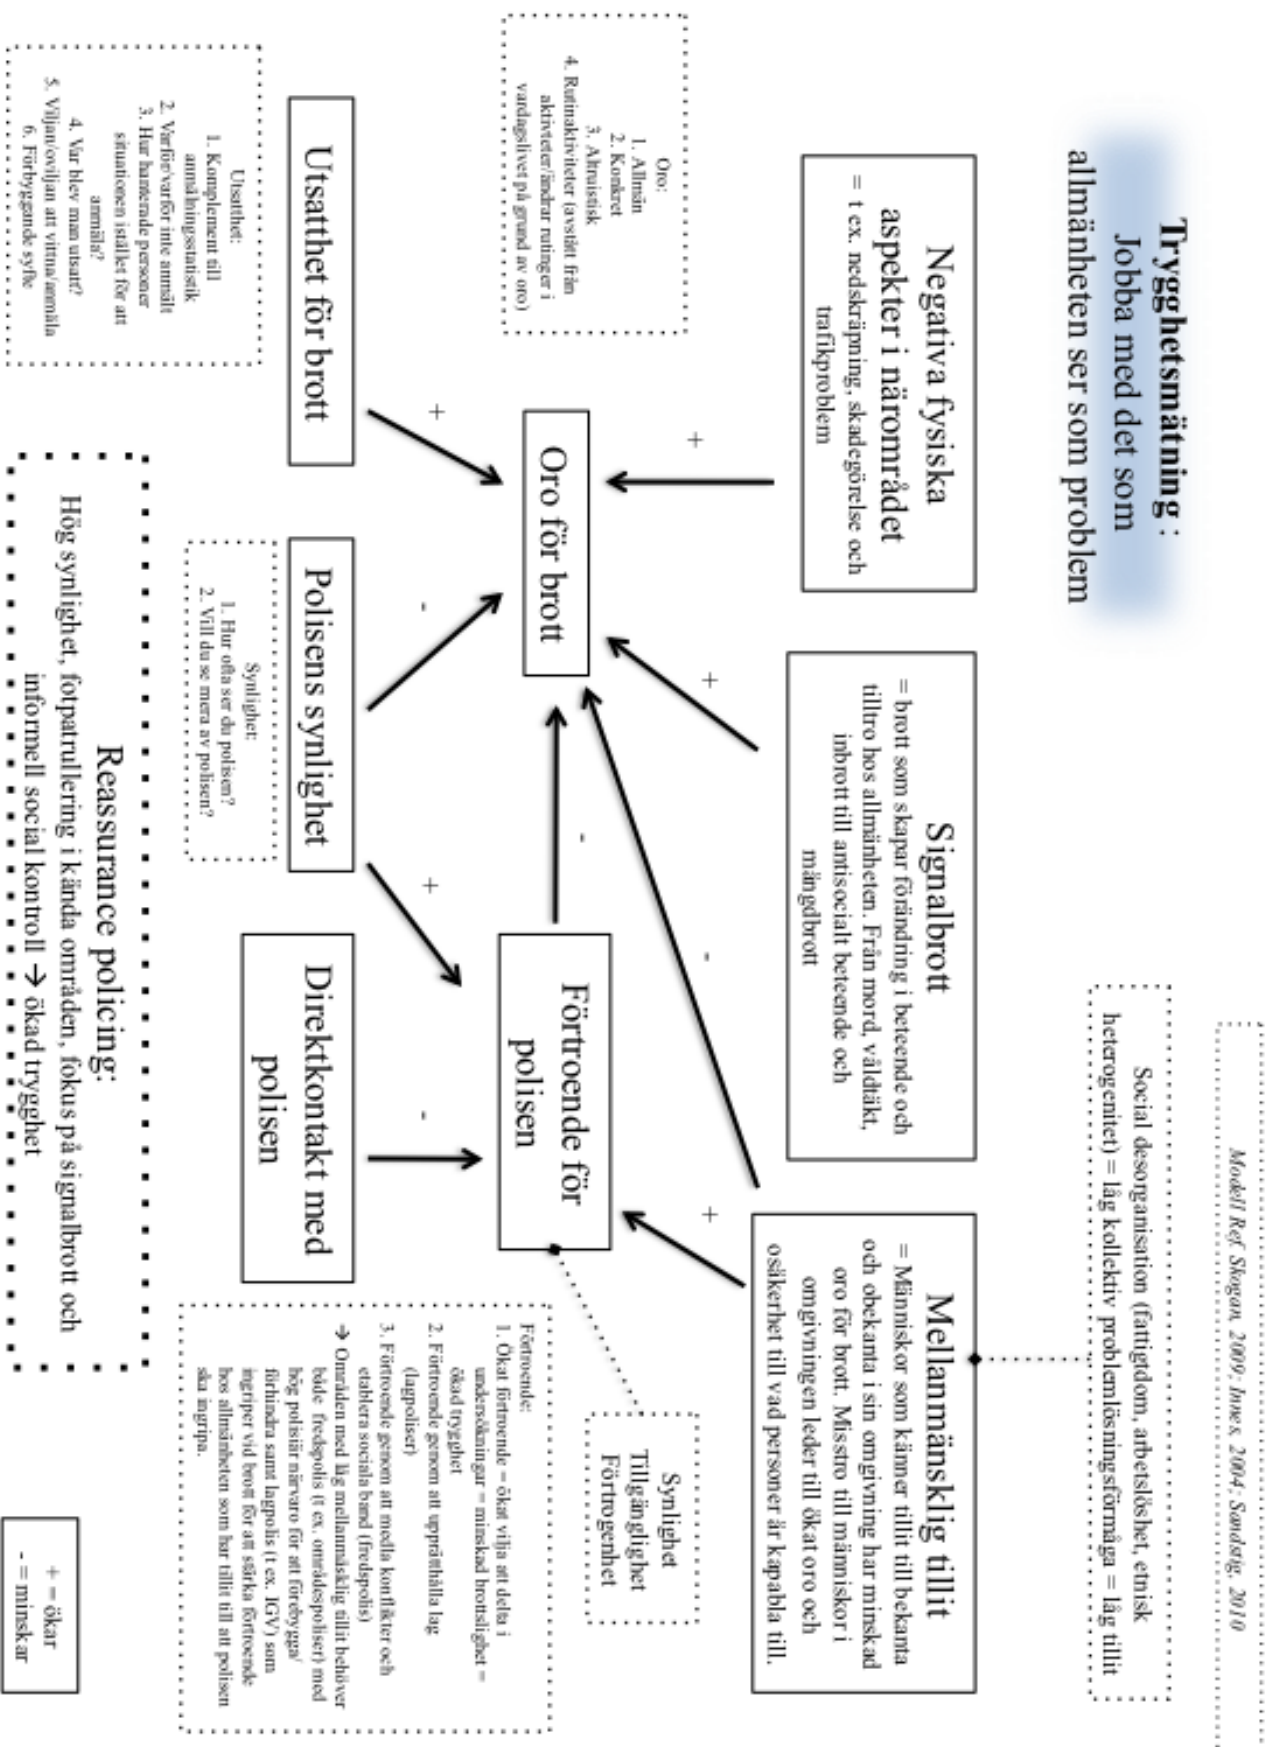 Modell Ref. Skogan, 2009; Innes, 2004; Sandstig, 2010
Trygghetsmätning :
Jobba med det som
allmänheten ser som problem
Social desorganisation (fattigtdom, arbetslöshet, etnisk
heterogenitet) = låg kollektiv problemlösningsförmåga = låg tillit
Negativa fysiska
aspekter i närområdet
= t ex. nedskräpning, skadegörelse och
trafikproblem
Signalbrott
= brott som skapar förändring i beteende och
tilltro hos allmänheten. Från mord, våldtäkt,
inbrott till antisocialt beteende och
mängdbrott
Mellanmänsklig tillit
= Människor som känner tillit till bekanta
och obekanta i sin omgivning har minskad
oro för brott. Misstro till människor i
omgivningen leder till ökat oro och
osäkerhet till vad personer är kapabla till.
+
+
-
+
Oro:
1. Allmän
2. Konkret
3. Altruistisk
4. Rutinaktiviteter (avstått från
aktivteter/ändrar rutinger i
vardagslivet på grund av oro)
Oro för brott
-
Förtroende för
polisen
Synlighet
Tillgänglighet
Förtrogenhet
+
-
+
-
Utsatthet för brott
Polisens synlighet
Direktkontakt med
polisen
Förtroende:
1. Ökat förtroende = ökat vilja att delta i
undersökningar = minskad brottslighet =
ökad trygghet
2. Förtroende genom att upprätthålla lag
(lagpoliser)
3. Förtroende genom att medla konflikter och
etablera sociala band (fredspolis)
→ Områden med låg mellanmäsklig tillit behöver
både fredspolis (t ex. områdespoliser) med
hög polisiär närvaro för att förebygga/
förhindra samt lagpolis (t ex. IGV) som
ingriper vid brott för att stärka förtroende
hos allmänheten som har tillit till att polisen
ska ingripa.
Utsatthet:
1. Komplement till
anmälningsstatistik
2. Varför/varför inte anmält
3. Hur hanterade personer
situationen istället för att
anmäla?
4. Var blev man utsatt?
5. Viljan/oviljan att vittna/anmäla
6. Förbyggande syfte
Synlighet:
1. Hur ofta ser du polisen?
2. Vill du se mera av polisen?
Reassurance policing:
Hög synlighet, fotpatrullering i kända områden, fokus på signalbrott och
informell social kontroll → ökad trygghet
+ = ökar
- = minskar